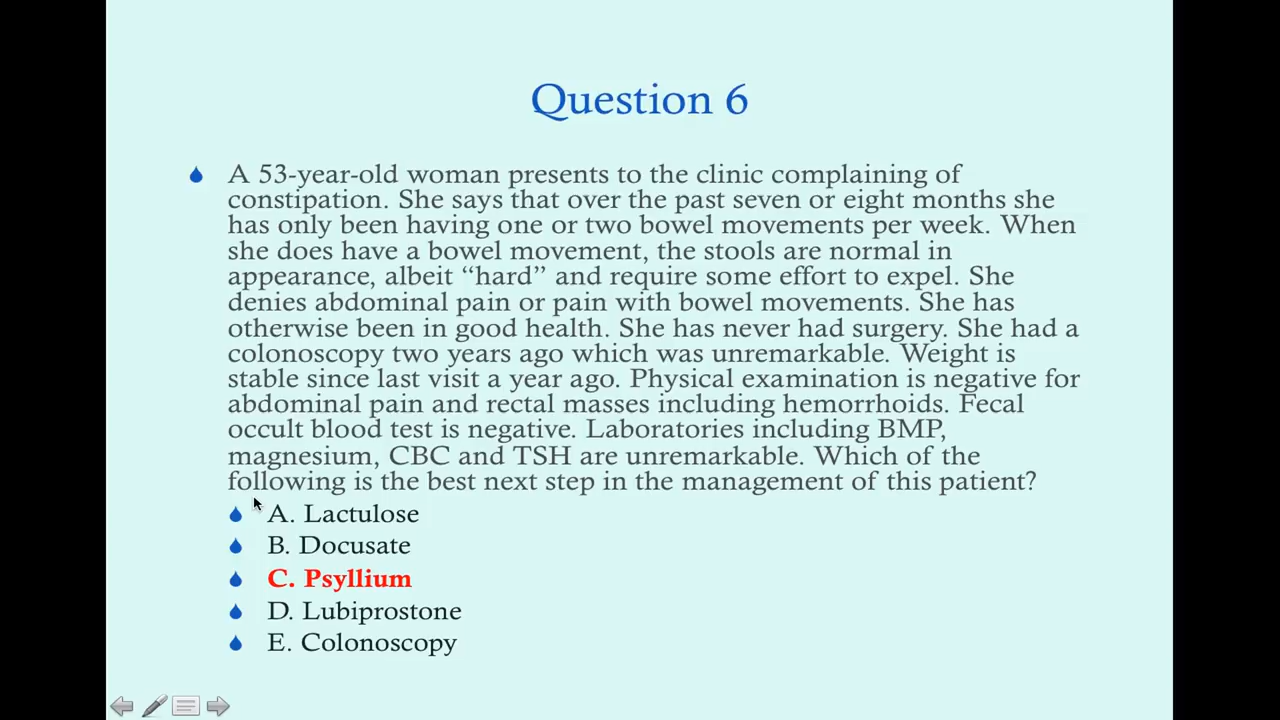 Question 6
A 53-year-old woman presents to the clinic complaining of
constipation. She says that over the past seven or eight months she
has only been having one or two bowel movements per week. When
she does have a bowel movement, the stools are normal in
appearance, albeit “hard” and require some effort to expel. She
denies abdominal pain or pain with bowel movements. She has
otherwise been in good health. She has never had surgery. She had a
colonoscopy two years ago which was unremarkable. Weight is
stable since last visit a year ago. Physical examination is negative for
abdominal pain and rectal masses including hemorrhoids. Fecal
occult blood test is negative. Laboratories including BMP,
magnesium, CBC and TSH are unremarkable. Which of the
following is the best next step in the management of this patient?
A. Lactulose
B. Docusate
C. Psyllium
D. Lubiprostone
E. Colonoscopy